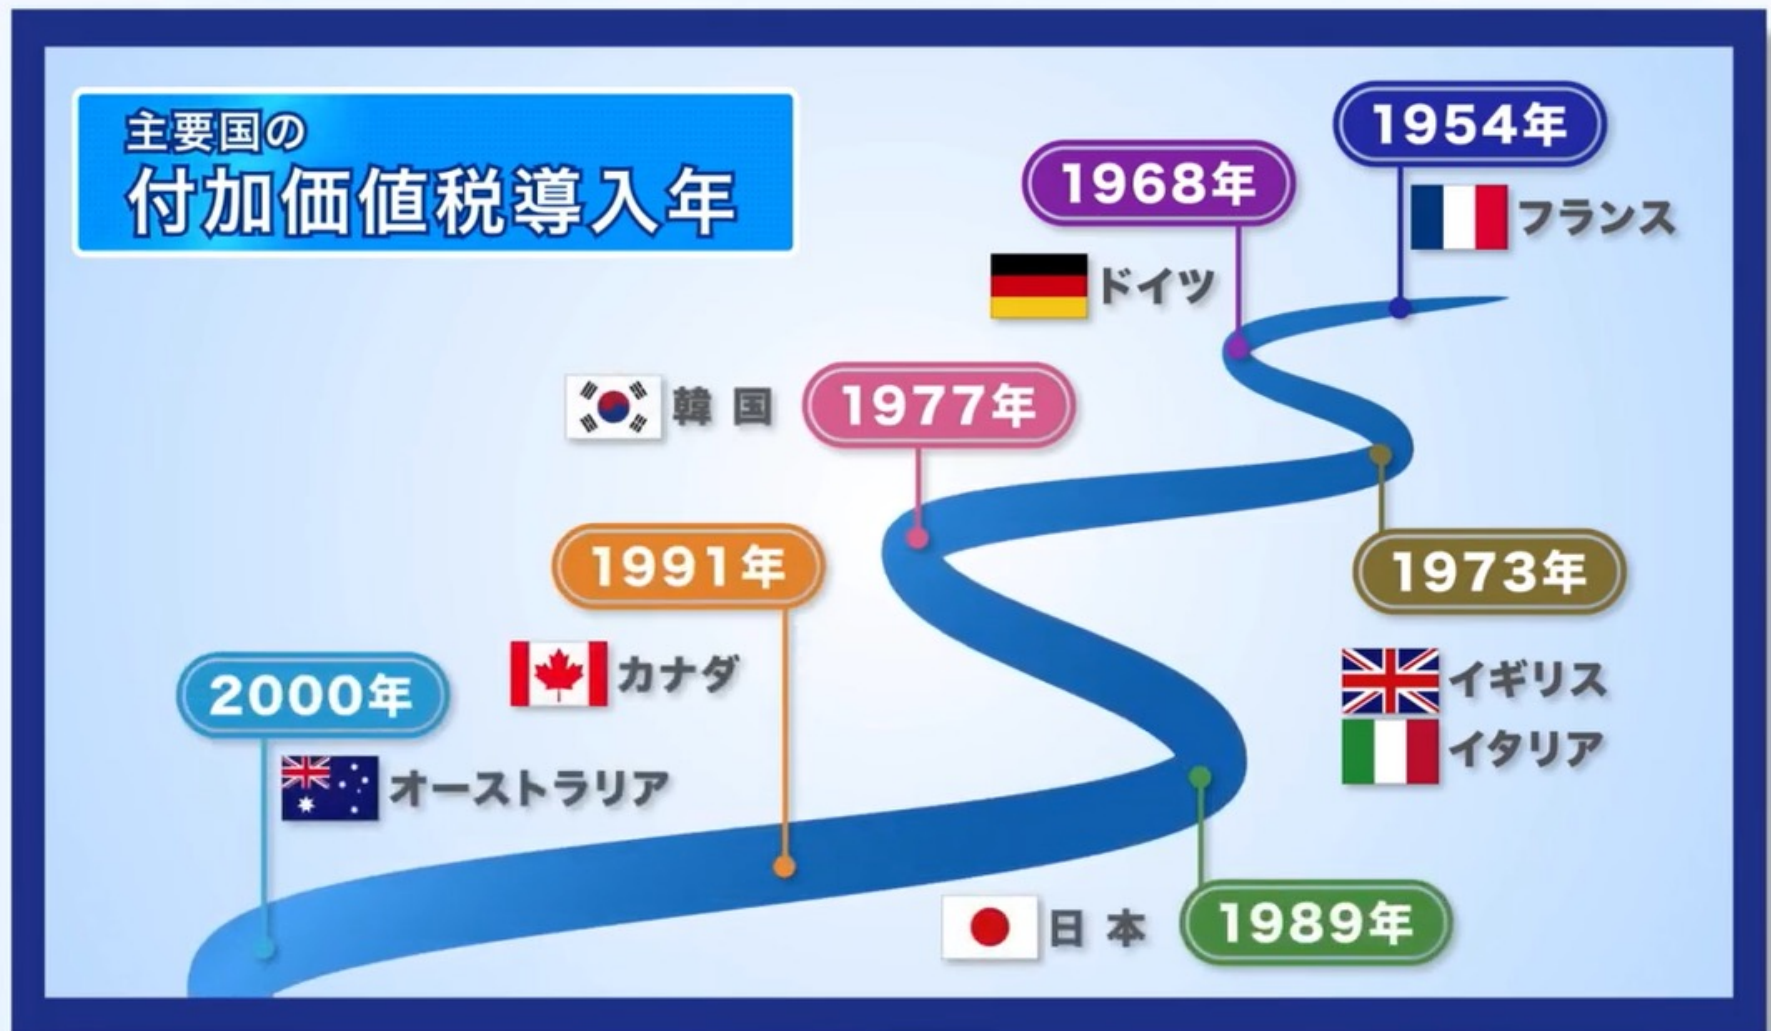 主要国の
付加価値税導入年
1954年
フランス
1968年
ドイツ
1973年
イギリス
イタリア
1977年
韓国
1989年
日本
1991年
カナダ
2000年
オーストラリア